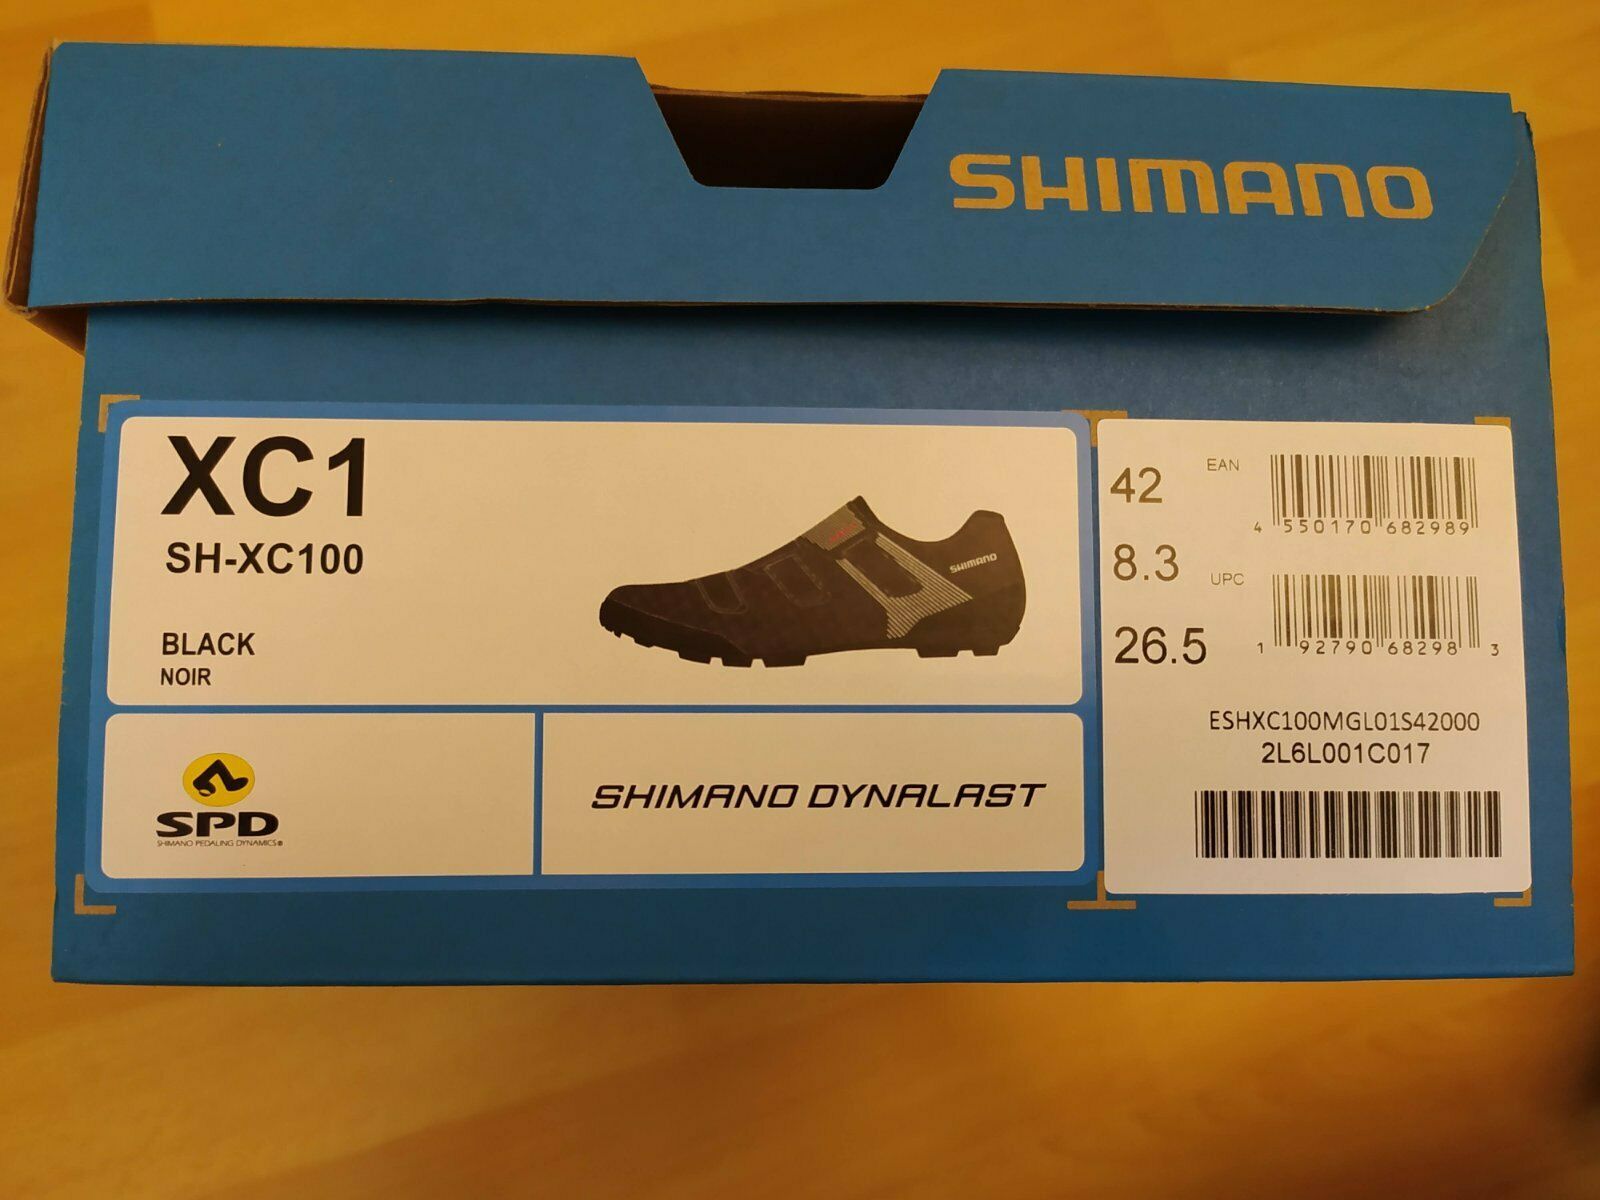 SHIMANO
XC1
SH-XC100
BLACK
NOIR
SHIMANO
SPD
SHIMANO PEDALING DYNAMICS®
SHIMANO DYNALAST
42
8.3
26.5
EAN
4 550170 682989
UPC
1 92790 68298 3
ESHXC100MGL01S42000
2L6L001C017